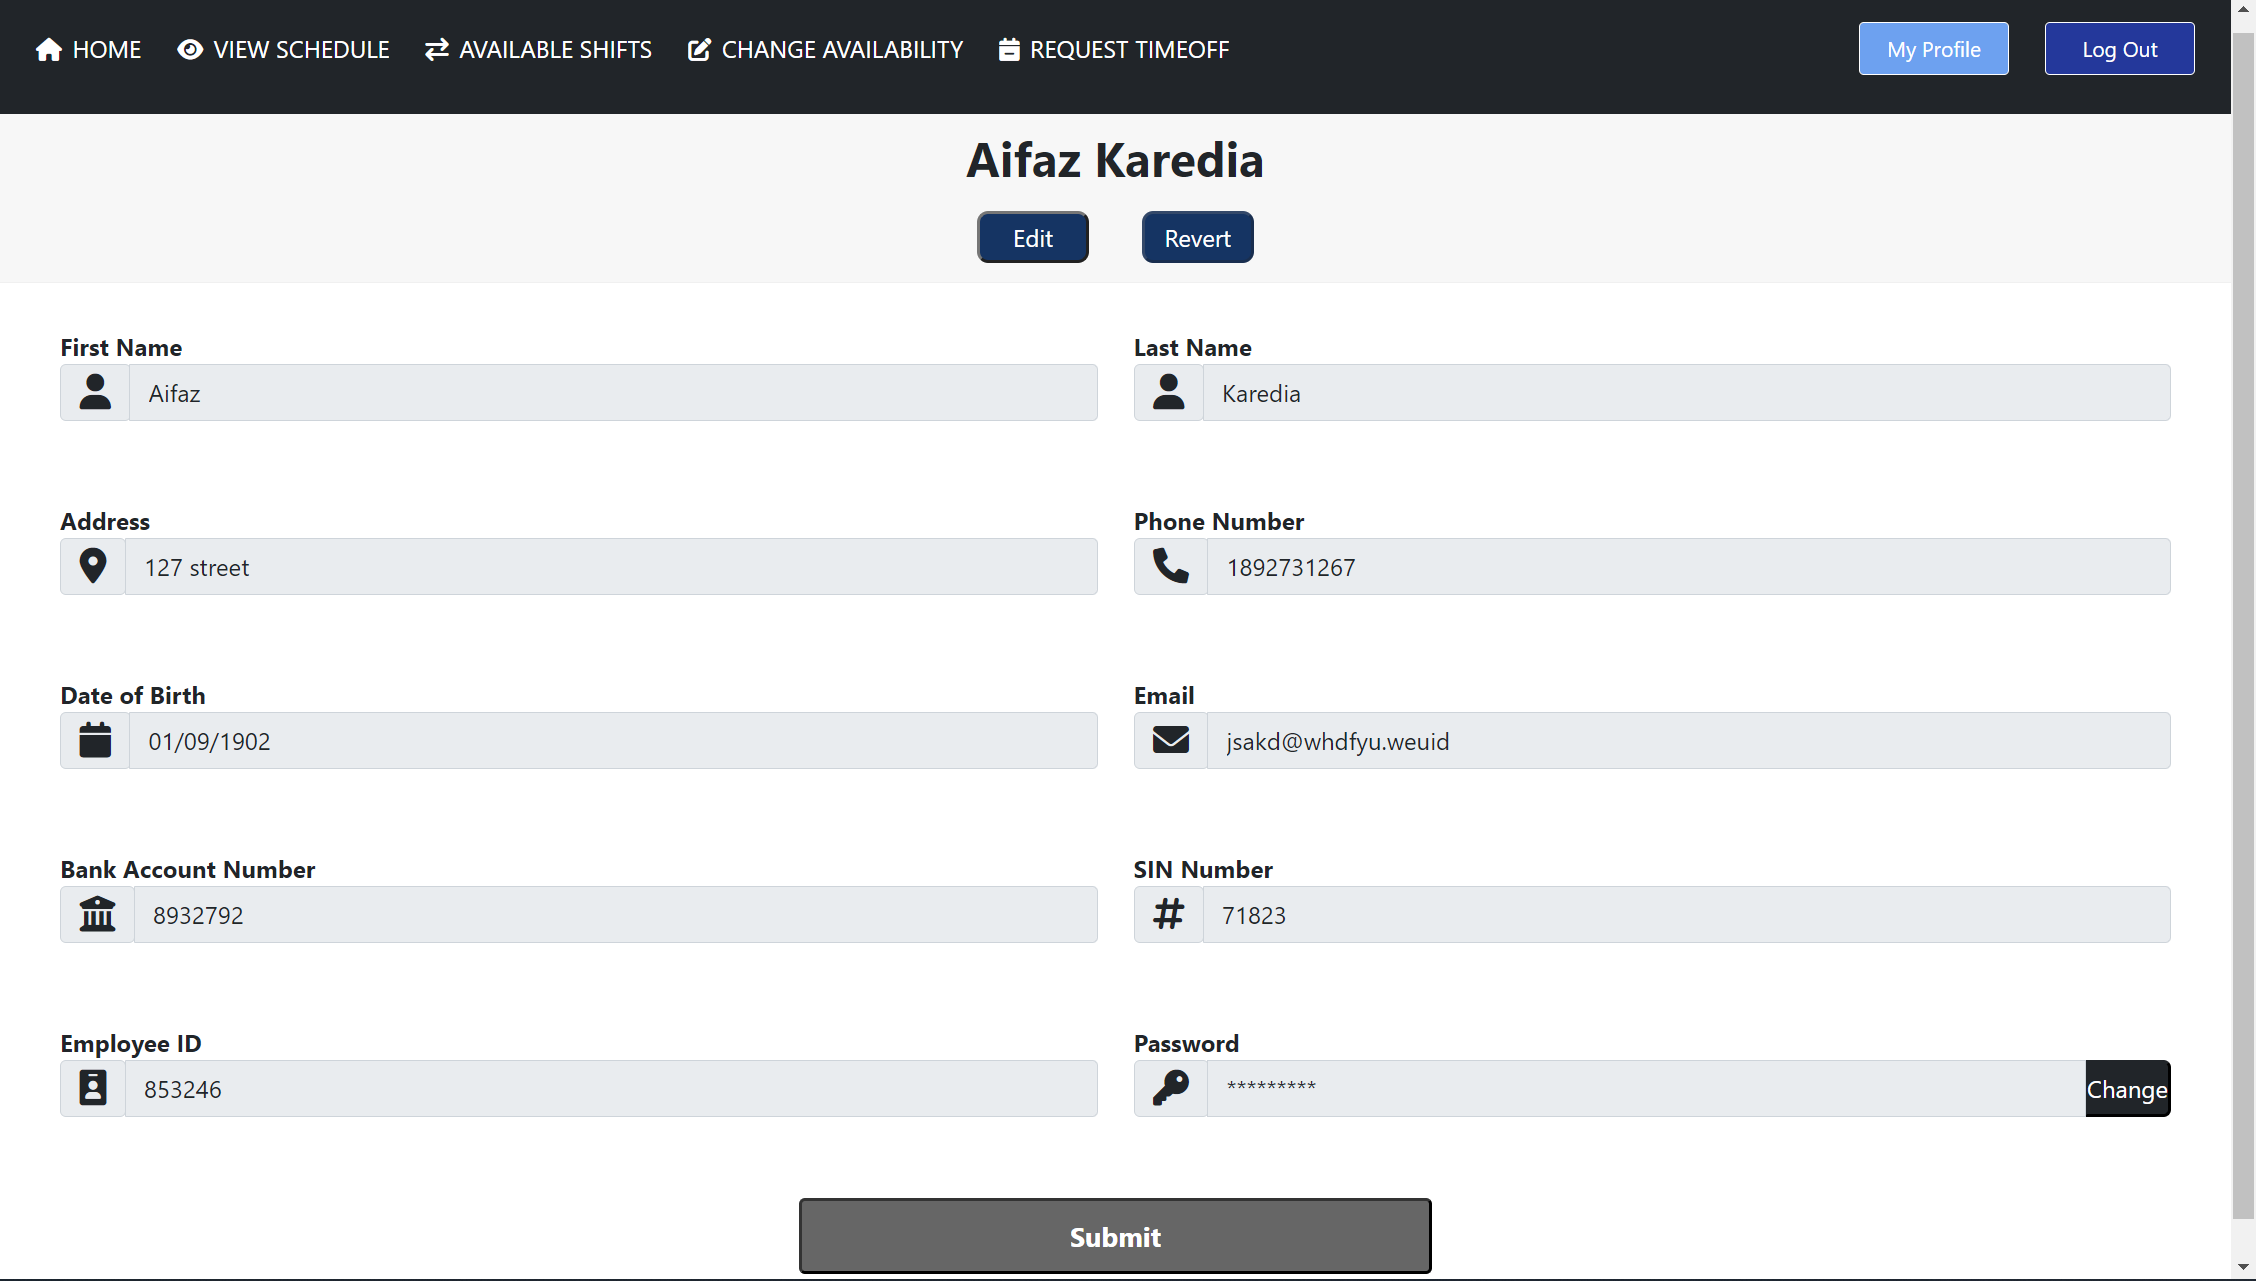 HOME VIEW SCHEDULE AVAILABLE SHIFTS CHANGE AVAILABILITY REQUEST TIMEOFF My Profile Log Out
Aifaz Karedia
Edit Revert
First Name Last Name
Aifaz Karedia
Address Phone Number
127 street 1892731267
Date of Birth Email
01/09/1902 jsakd@whdfyu.weuid
Bank Account Number SIN Number
8932792 71823
Employee ID Password
853246 ********* Change
Submit